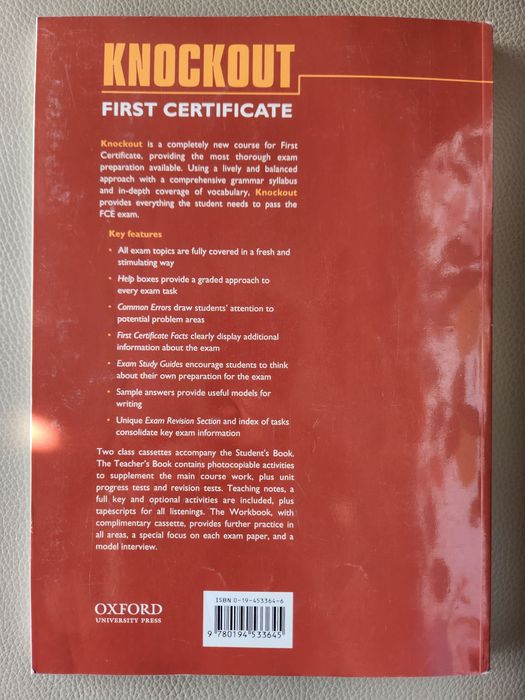 KNOCKOUT
FIRST CERTIFICATE
Knockout is a completely new course for First
Certificate, providing the most thorough exam
preparation available. Using a lively and balanced
approach with a comprehensive grammar syllabus
and in-depth coverage of vocabulary, Knockout
provides everything the student needs to pass the
FCE exam.
Key features
• All exam topics are fully covered in a fresh and
stimulating way
• Help boxes provide a graded approach to
every exam task
• Common Errors draw students' attention to
potential problem areas
• First Certificate Facts clearly display additional
information about the exam
• Exam Study Guides encourage students to think
about their own preparation for the exam
• Sample answers provide useful models for
writing
• Unique Exam Revision Section and index of tasks
consolidate key exam information
Two class cassettes accompany the Student's Book.
The Teacher's Book contains photocopiable activities
to supplement the main course work, plus unit
progress tests and revision tests. Teaching notes, a
full key and optional activities are included, plus
tapescripts for all listenings. The Workbook, with
complimentary cassette, provides further practice in
all areas, a special focus on each exam paper, and a
model interview.
OXFORD
UNIVERSITY PRESS
ISBN 0-19-453364-6
9 780194 533645